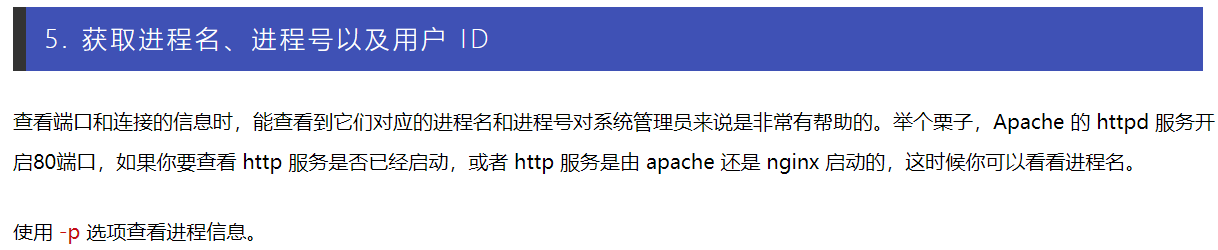 5. 获取进程名、进程号以及用户 ID
查看端口和连接的信息时，能查看到它们对应的进程名和进程号对系统管理员来说是非常有帮助的。举个栗子，Apache 的 httpd 服务开
启80端口，如果你要查看 http 服务是否已经启动，或者 http 服务是由 apache 还是 nginx 启动的，这时候你可以看看进程名。
使用 -p 选项查看进程信息。